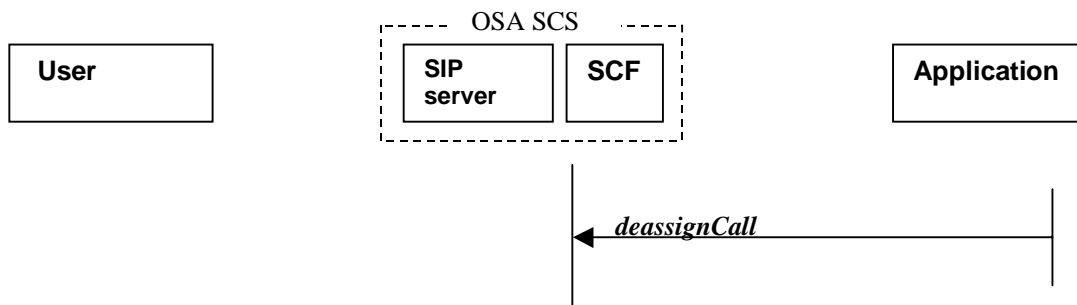 OSA SCS
User
SIP
server
SCF
Application
deassignCall